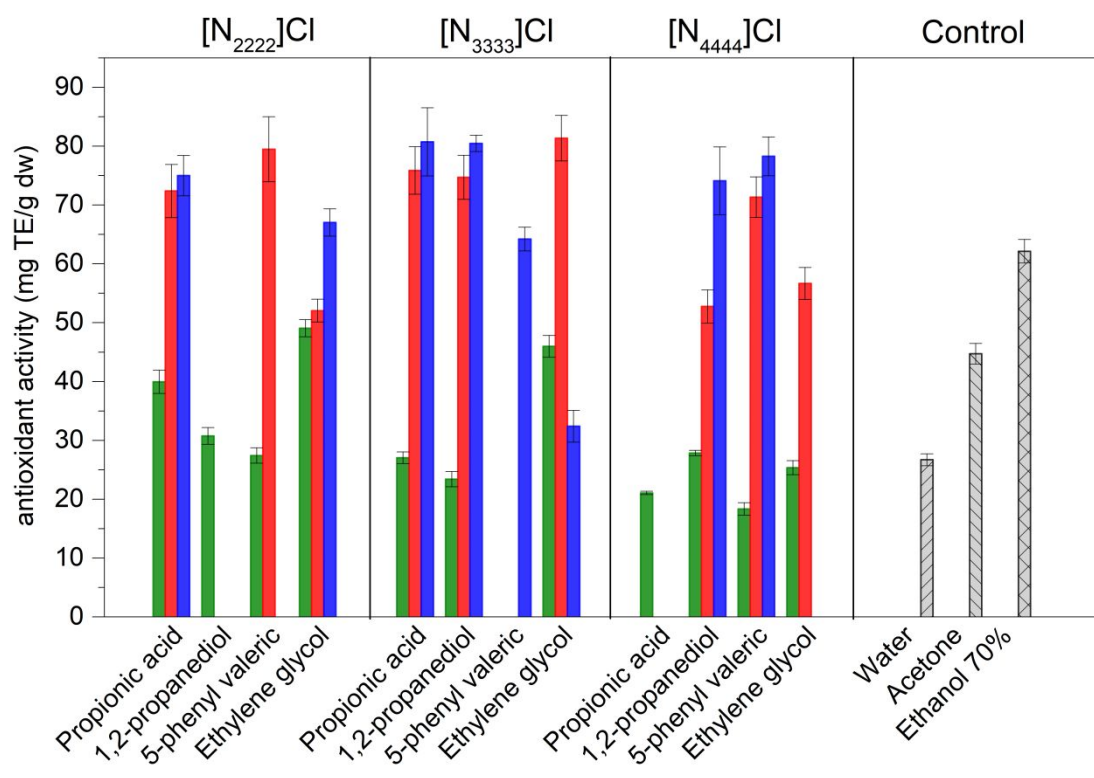 [N₂₂₂₂]Cl
[N₃₃₃₃]Cl
[N₄₄₄₄]Cl
Control
antioxidant activity (mg TE/g dw)
90
80
70
60
50
40
30
20
10
0
Propionic acid
1,2-propanediol
5-phenyl valeric
Ethylene glycol
Propionic acid
1,2-propanediol
5-phenyl valeric
Ethylene glycol
Propionic acid
1,2-propanediol
5-phenyl valeric
Ethylene glycol
Water
Acetone
Ethanol 70%